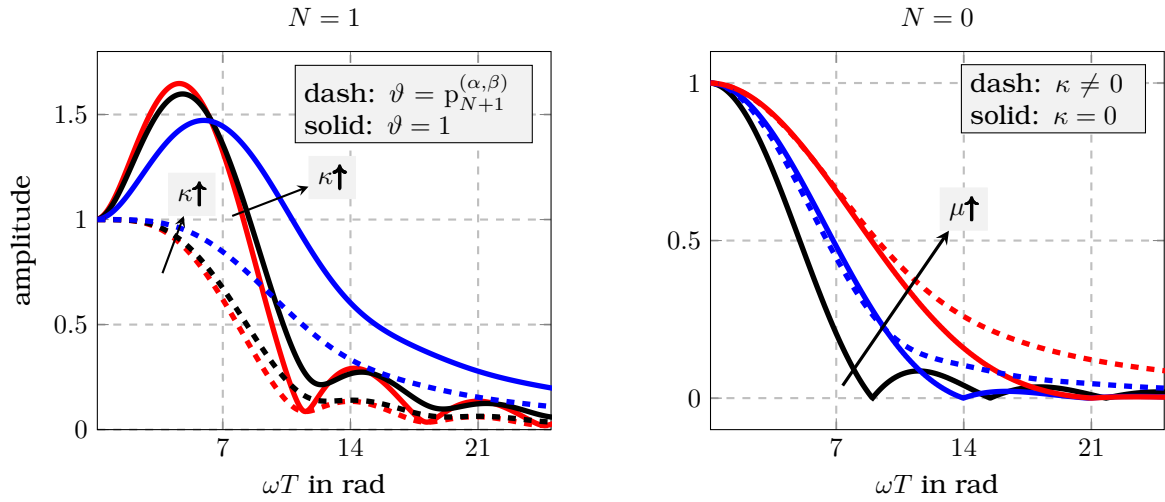 N = 1
1.5
1
0.5
0
amplitude
dash: ϑ = p_{N+1}^{(α,β)}
solid: ϑ = 1
κ↑
κ↑
7
14
21
ωT in rad
N = 0
1
0.5
0
dash: κ ≠ 0
solid: κ = 0
μ↑
7
14
21
ωT in rad